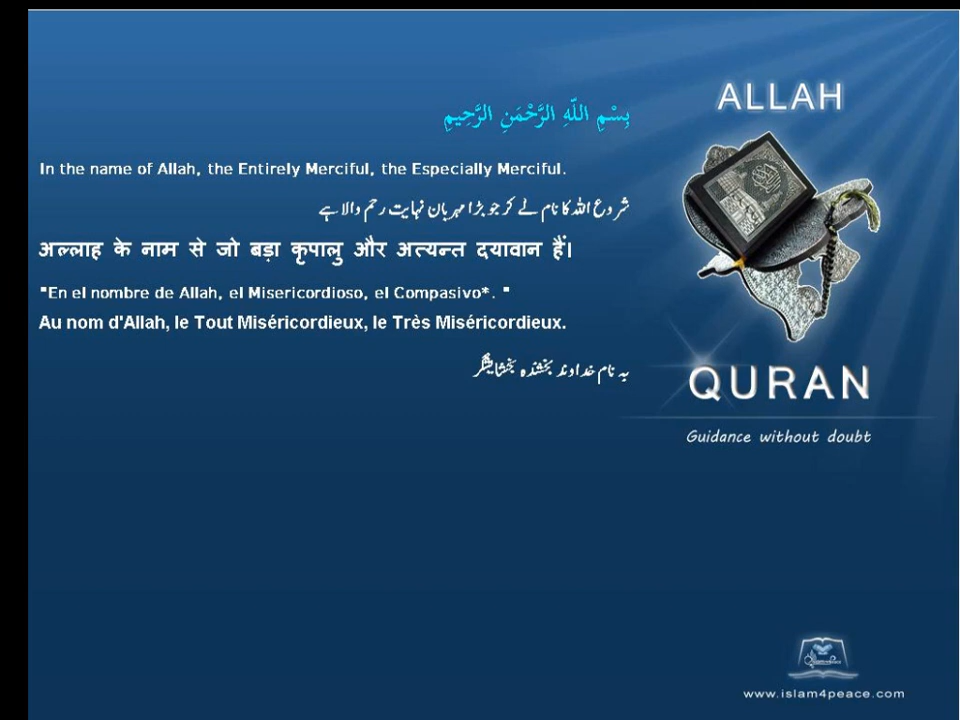 بِسْمِ اللّهِ الرَّحْمَنِ الرَّحِيمِ
In the name of Allah, the Entirely Merciful, the Especially Merciful.
شروع اللہ کا نام لے کر جو بڑا مہربان نہایت رحم والا ہے
अल्लाह के नाम से जो बड़ा कृपालु और अत्यन्त दयावान हैं।
"En el nombre de Allah, el Misericordioso, el Compasivo*. "
Au nom d'Allah, le Tout Miséricordieux, le Très Miséricordieux.
به نام خداوند بخشنده بخشایشگر
ALLAH
QURAN
Guidance without doubt
www.islam4peace.com